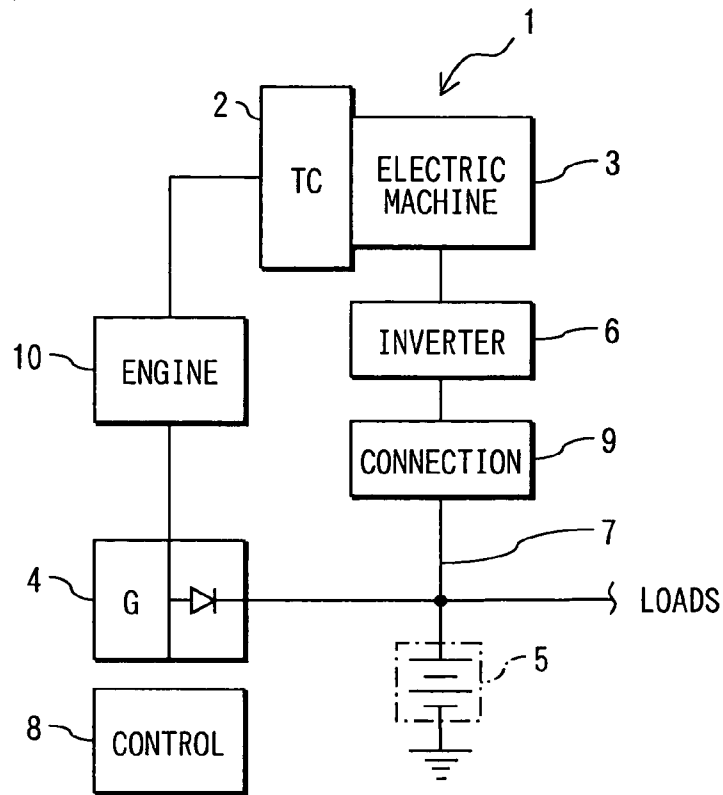 1
2
TC
ELECTRIC
MACHINE
3
10
ENGINE
INVERTER
6
CONNECTION
9
7
4
G
LOADS
5
8
CONTROL